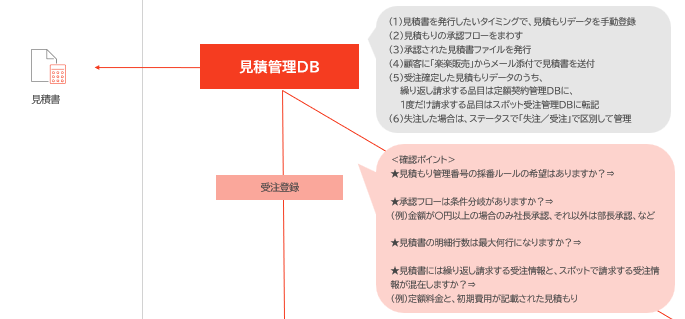 (1)見積書を発行したいタイミングで、見積もりデータを手動登録
(2)見積もりの承認フローをまわす
(3)承認された見積書ファイルを発行
(4)顧客に「楽楽販売」からメール添付で見積書を送付
(5)受注確定した見積もりデータのうち、
繰り返し請求する品目は定額契約管理DBに、
1度だけ請求する品目はスポット受注管理DBに転記
(6)失注した場合は、ステータスで「失注／受注」で区別して管理
見積管理DB
見積書
受注登録
＜確認ポイント＞
★見積もり管理番号の採番ルールの希望はありますか？⇒
★承認フローは条件分岐がありますか？⇒
(例)金額が〇円以上の場合のみ社長承認、それ以外は部長承認、など
★見積書の明細行数は最大何行になりますか？⇒
★見積書には繰り返し請求する受注情報と、スポットで請求する受注情
報が混在しますか？⇒
(例)定額料金と、初期費用が記載された見積もり